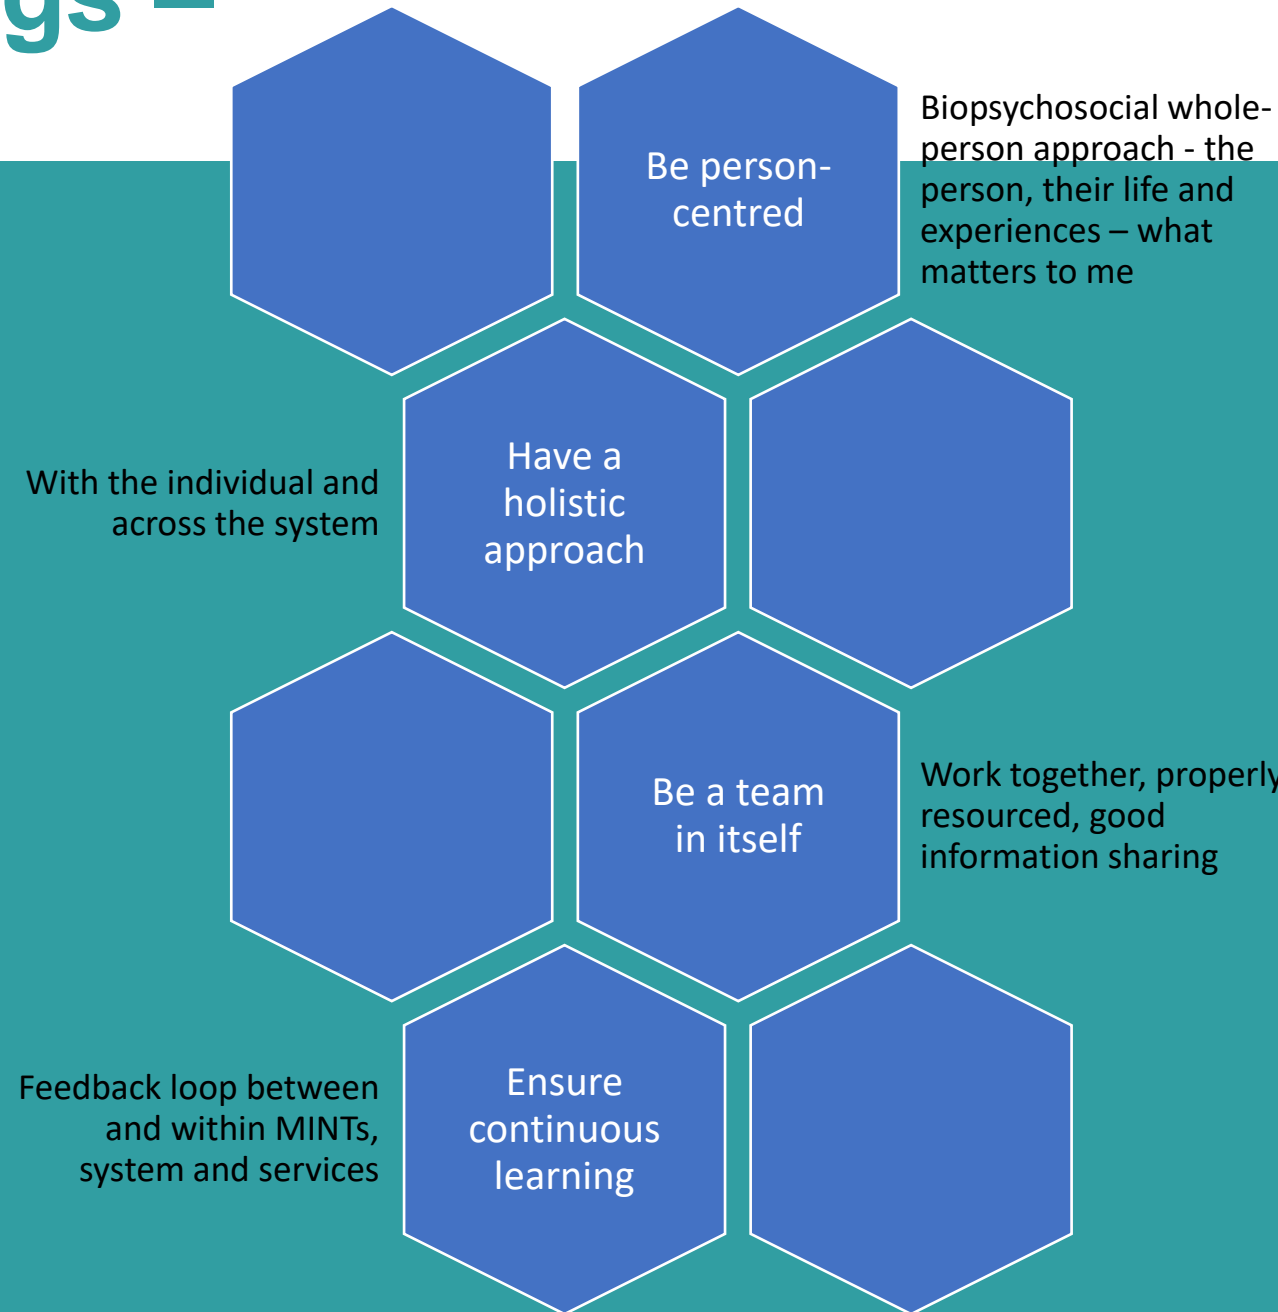 gs –
Be person-
centred
Biopsychosocial whole-
person approach - the
person, their life and
experiences – what
matters to me
With the individual and
across the system
Have a
holistic
approach
Be a team
in itself
Work together, properly
resourced, good
information sharing
Feedback loop between
and within MINTs,
system and services
Ensure
continuous
learning